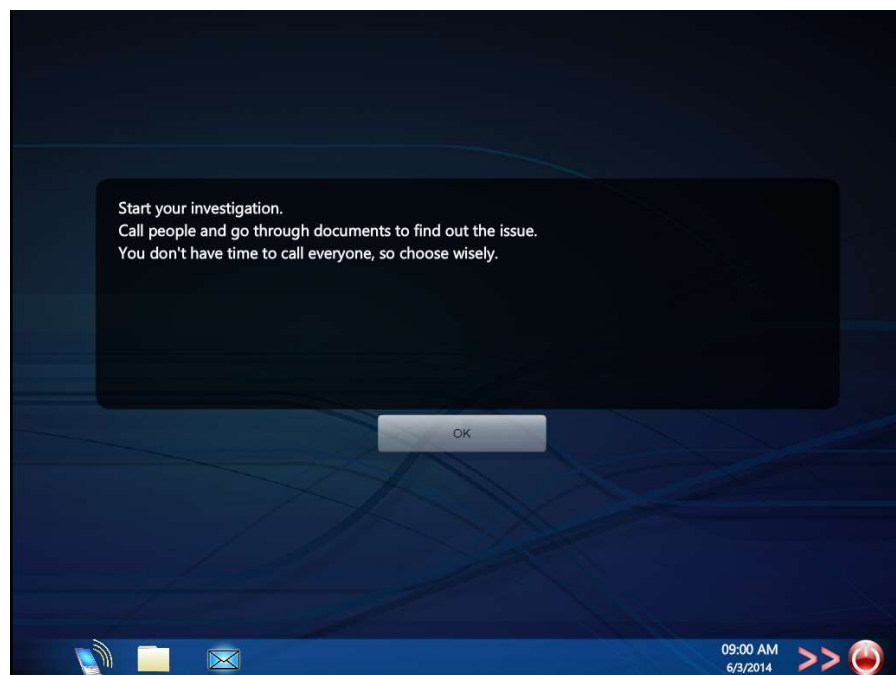 Start your investigation.
Call people and go through documents to find out the issue.
You don't have time to call everyone, so choose wisely.
OK
09:00 AM
6/3/2014
>>